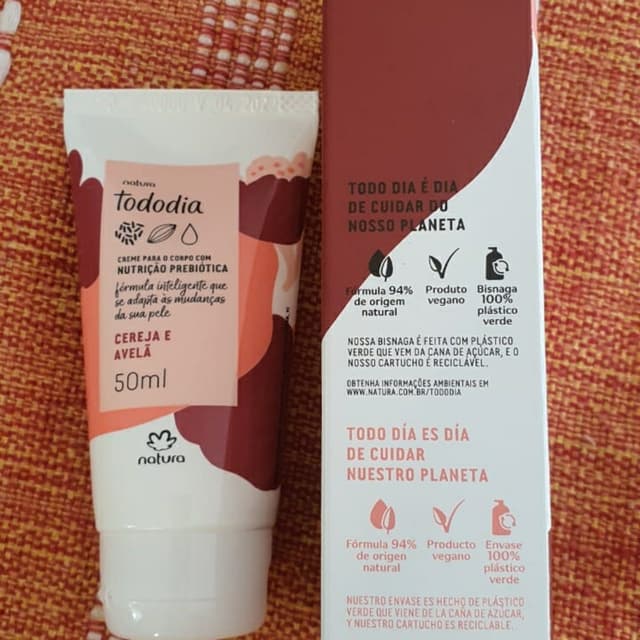 natura
tododia
CREME PARA O CORPO COM
NUTRIÇÃO PREBIÓTICA
fórmula inteligente que
se adapta às mudanças
da sua pele
CEREJA E
AVELÃ
50ml
natura
TODO DIA É DIA
DE CUIDAR DO
NOSSO PLANETA
Fórmula 94%
de origem
natural
Produto
vegano
Bisnaga
100%
plástico
verde
NOSSA BISNAGA É FEITA COM PLÁSTICO
VERDE QUE VEM DA CANA DE AÇÚCAR, E O
NOSSO CARTUCHO É RECICLÁVEL.
OBTENHA INFORMAÇÕES AMBIENTAIS EM
WWW.NATURA.COM.BR/TODODIA
TODO DÍA ES DÍA
DE CUIDAR
NUESTRO PLANETA
Fórmula 94%
de origen
natural
Producto
vegano
Envase
100%
plástico
verde
NUESTRO ENVASE ES HECHO DE PLÁSTICO
VERDE QUE VIENE DE LA CAÑA DE AZUCAR,
Y NUESTRO CARTUCHO ES RECICLABLE.